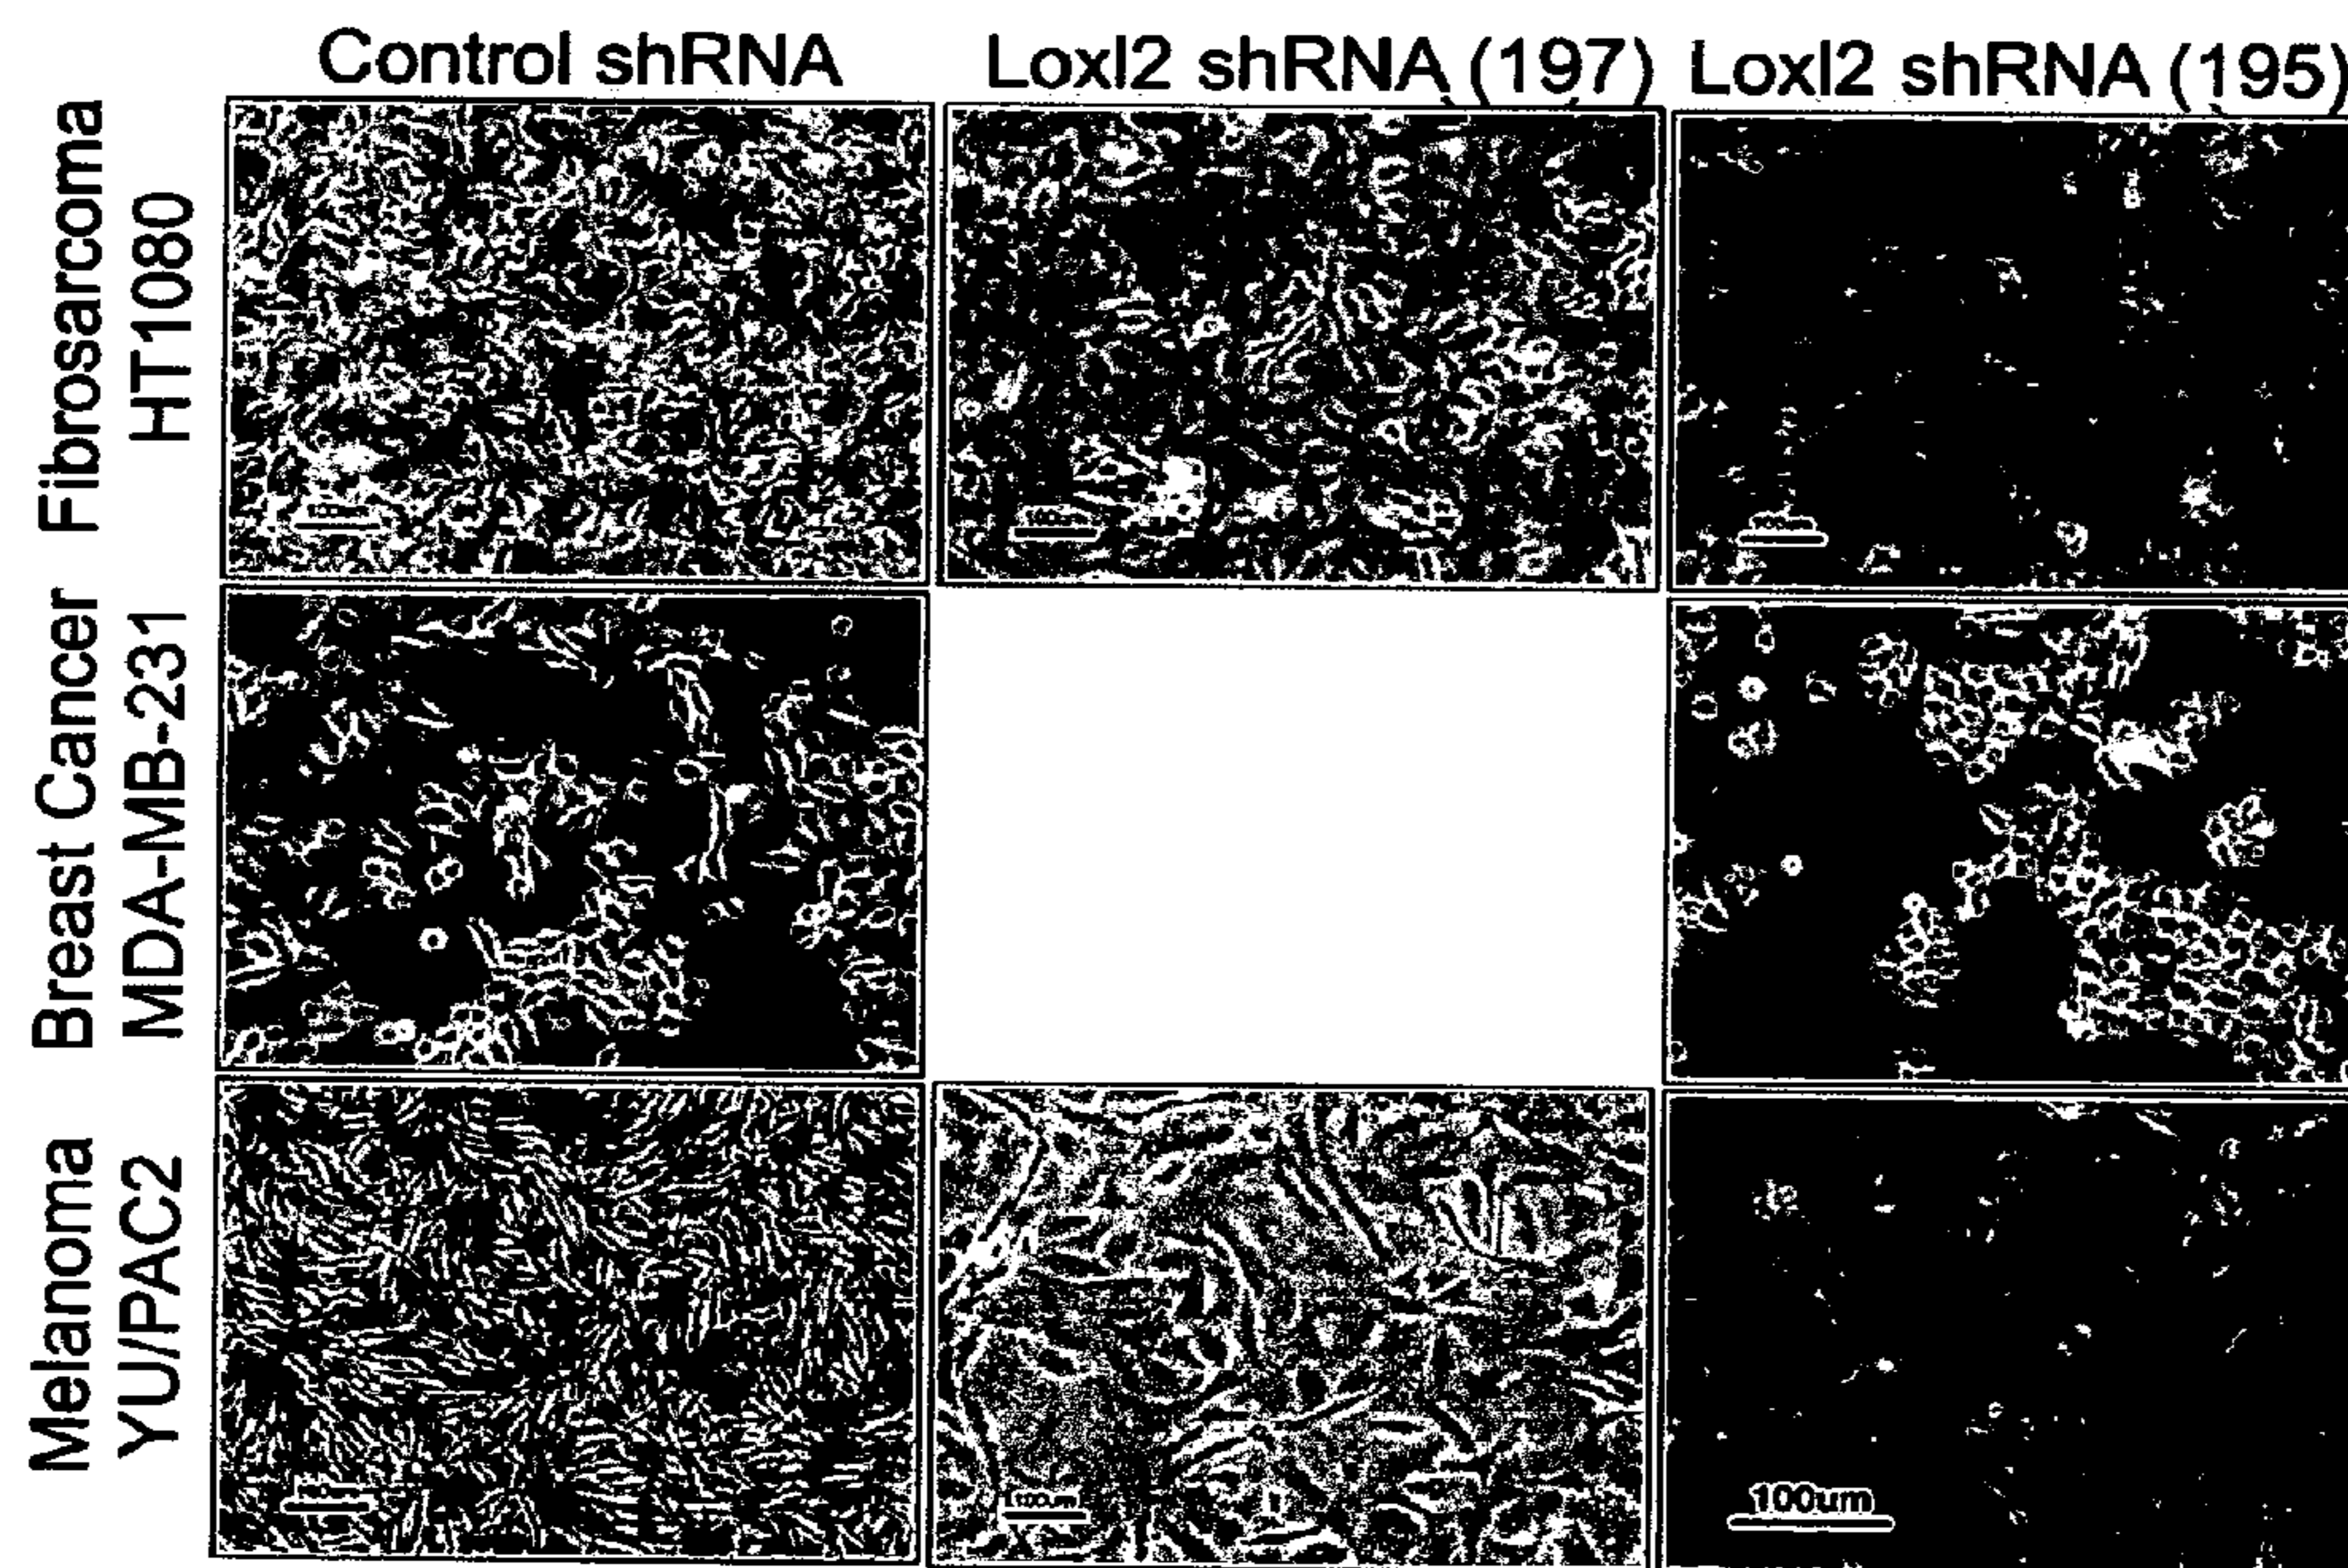 Control shRNA
Loxl2 shRNA (197)
Loxl2 shRNA (195)
Fibrosarcoma
HT1080
Breast Cancer
MDA-MB-231
Melanoma
YU/PAC2
100um
100um